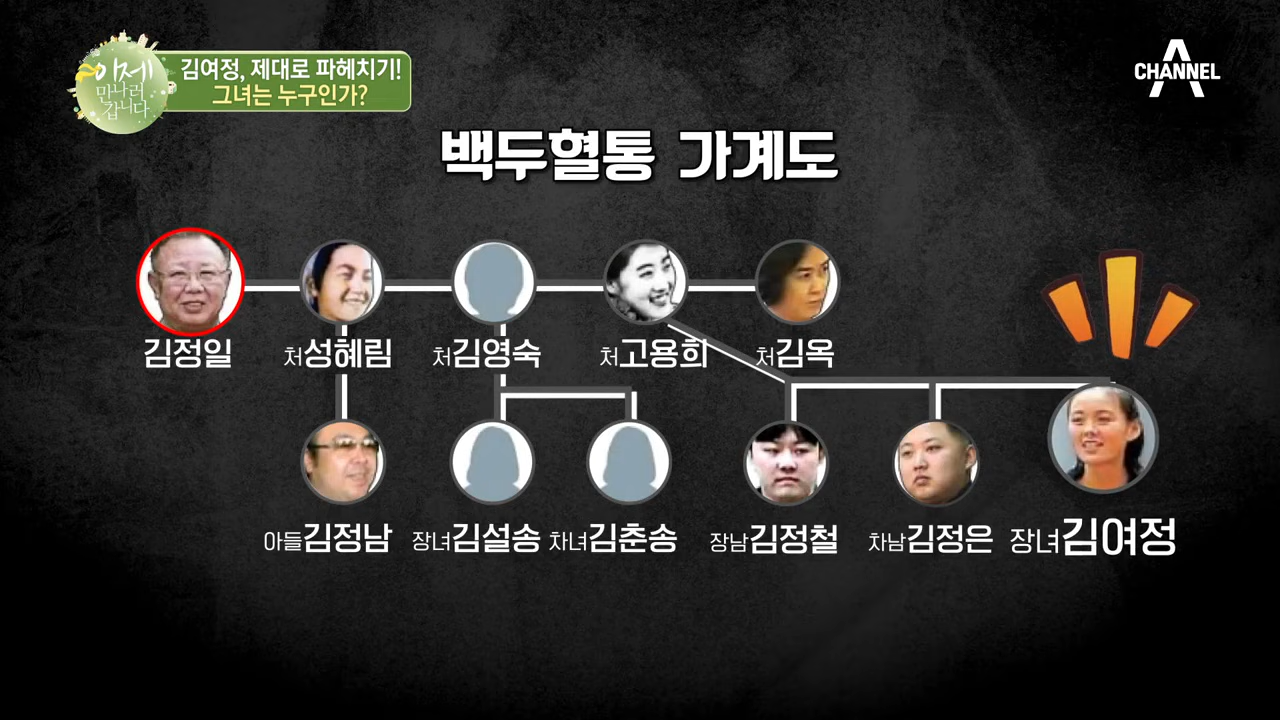 이제
만나러
갑니다
김여정, 제대로 파헤치기!
그녀는 누구인가?
CHANNEL A
백두혈통 가계도
김정일
처성혜림
처김영숙
처고용희
처김옥
아들김정남
장녀김설송
차녀김춘송
장남김정철
차남김정은
장녀김여정